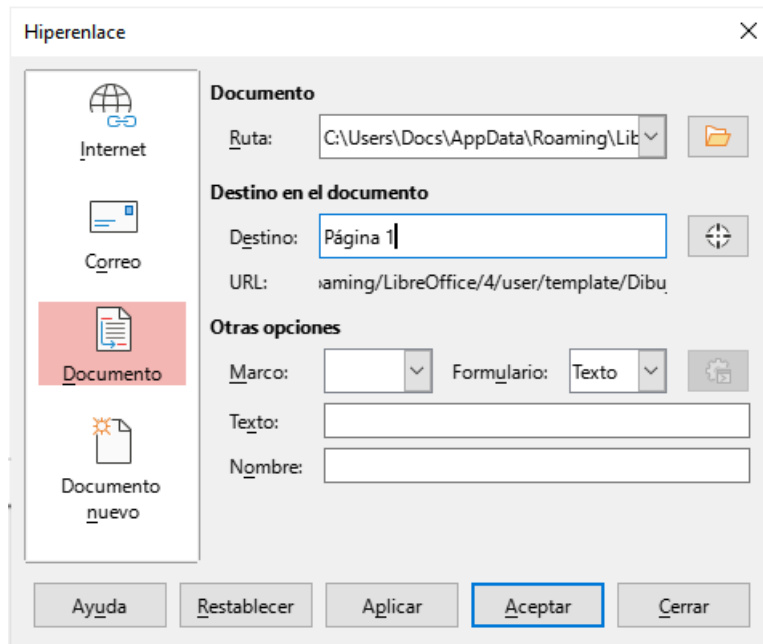 Hiperenlace
Internet
Correo
Documento
Documento
nuevo
Documento
Ruta: C:\Users\Docs\AppData\Roaming\Lib
Destino en el documento
Destino: Página 1
URL: oaming/LibreOffice/4/user/template/Dibu
Otras opciones
Marco: Formulario: Texto
Texto:
Nombre:
Ayuda Restablecer Aplicar Aceptar Cerrar